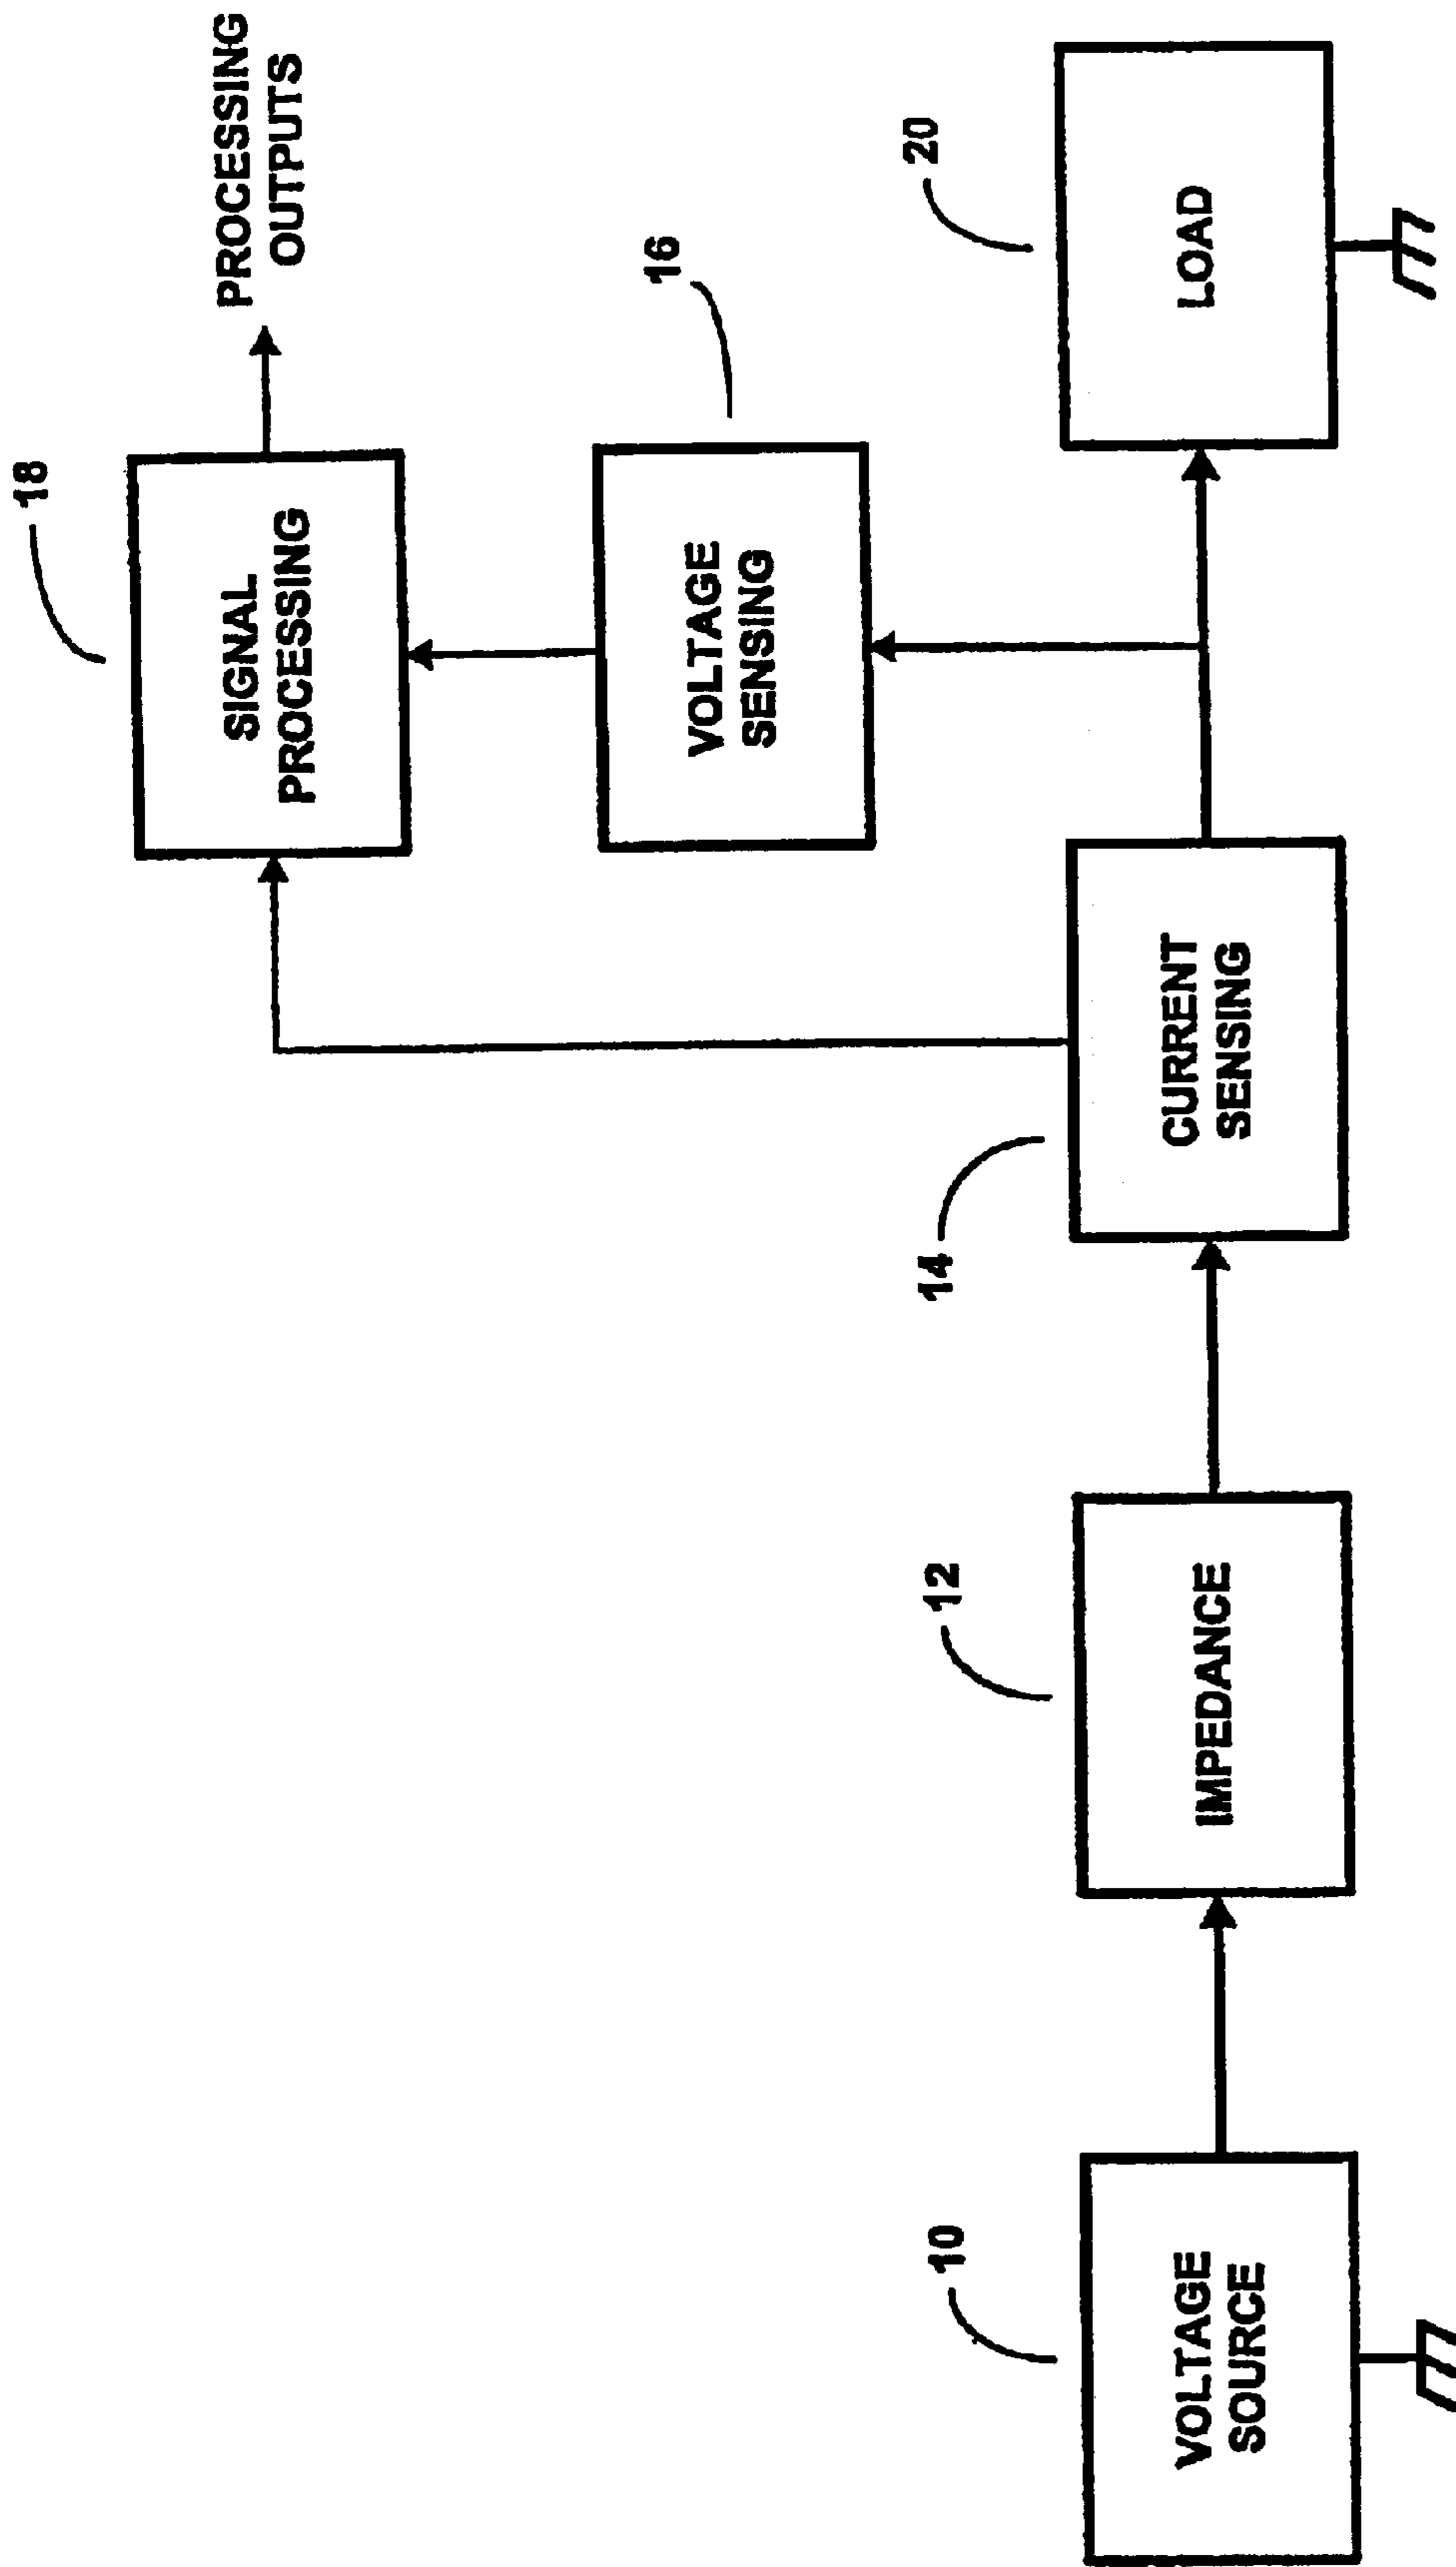 18
PROCESSING
OUTPUTS
SIGNAL
PROCESSING
16
VOLTAGE
SENSING
10
VOLTAGE
SOURCE
12
IMPEDANCE
14
CURRENT
SENSING
20
LOAD